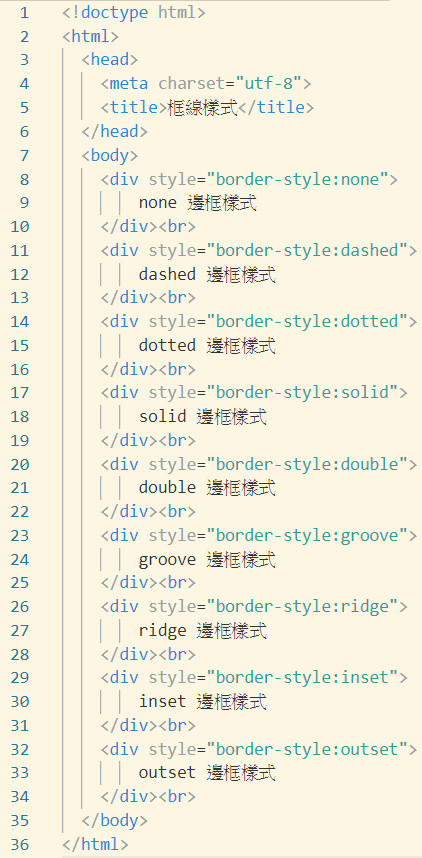 1 <!doctype html>
2 <html>
3 <head>
4 <meta charset="utf-8">
5 <title>框線樣式</title>
6 </head>
7 <body>
8 <div style="border-style:none">
9 none 邊框樣式
10 </div><br>
11 <div style="border-style:dashed">
12 dashed 邊框樣式
13 </div><br>
14 <div style="border-style:dotted">
15 dotted 邊框樣式
16 </div><br>
17 <div style="border-style:solid">
18 solid 邊框樣式
19 </div><br>
20 <div style="border-style:double">
21 double 邊框樣式
22 </div><br>
23 <div style="border-style:groove">
24 groove 邊框樣式
25 </div><br>
26 <div style="border-style:ridge">
27 ridge 邊框樣式
28 </div><br>
29 <div style="border-style:inset">
30 inset 邊框樣式
31 </div><br>
32 <div style="border-style:outset">
33 outset 邊框樣式
34 </div><br>
35 </body>
36 </html>